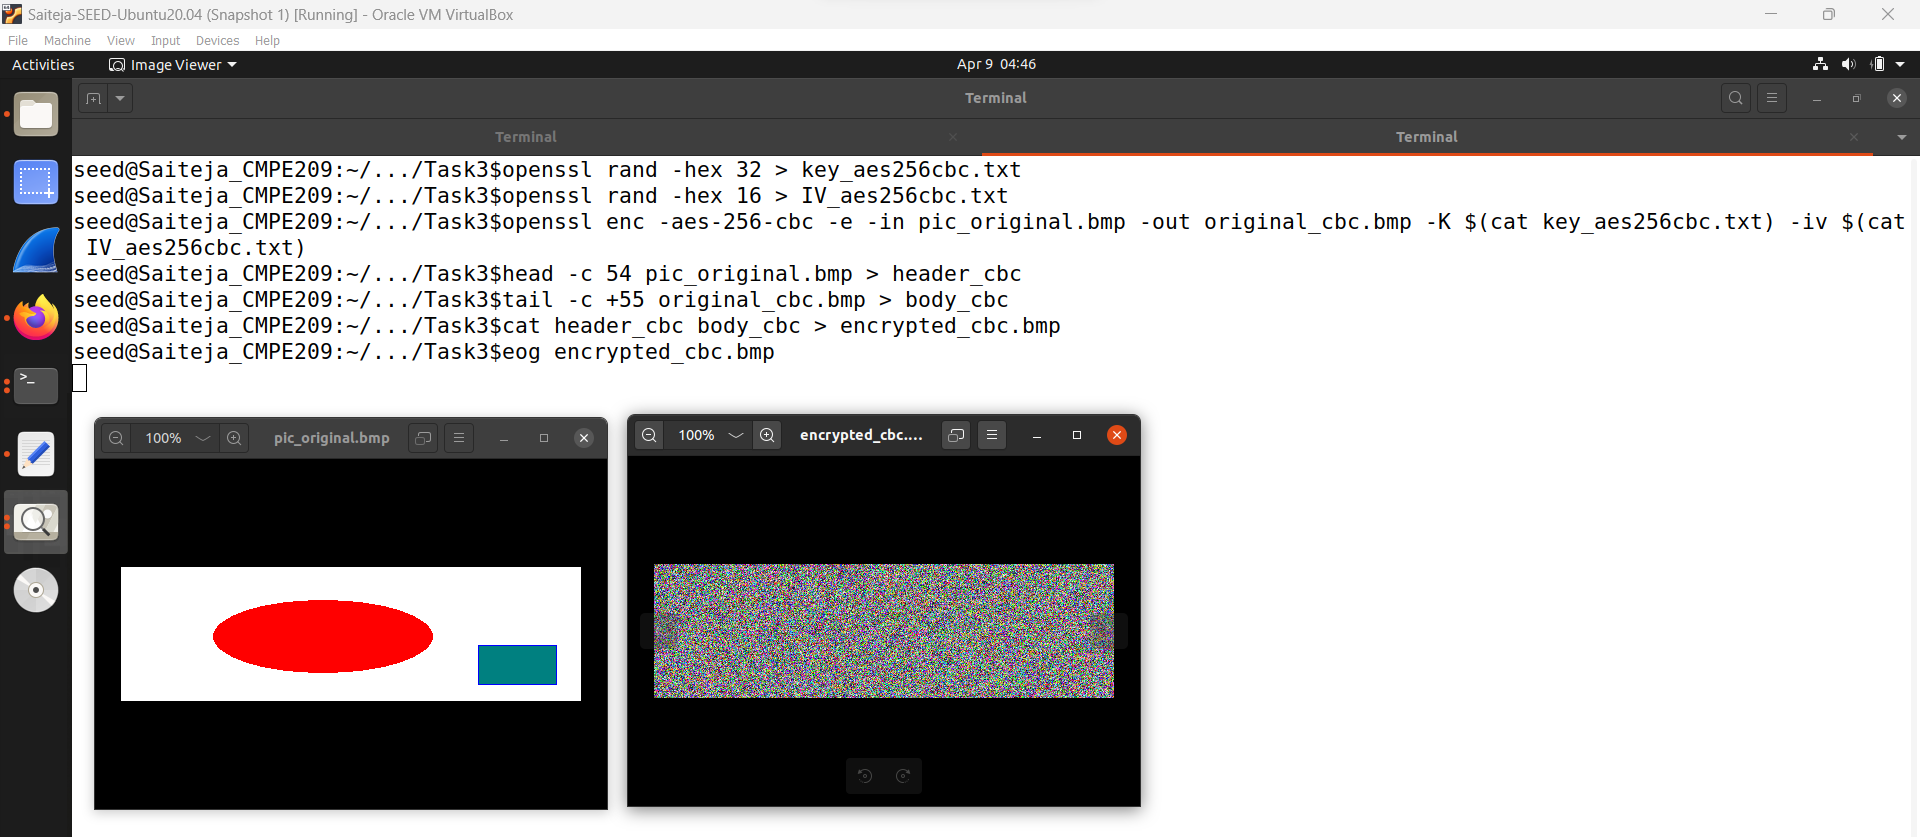 Saiteja-SEED-Ubuntu20.04 (Snapshot 1) [Running] - Oracle VM VirtualBox
File Machine View Input Devices Help
Activities Image Viewer Apr 9 04:46
Terminal
Terminal Terminal
seed@Saiteja_CMPE209:~/.../Task3$openssl rand -hex 32 > key_aes256cbc.txt
seed@Saiteja_CMPE209:~/.../Task3$openssl rand -hex 16 > IV_aes256cbc.txt
seed@Saiteja_CMPE209:~/.../Task3$openssl enc -aes-256-cbc -e -in pic_original.bmp -out original_cbc.bmp -K $(cat key_aes256cbc.txt) -iv $(cat
IV_aes256cbc.txt)
seed@Saiteja_CMPE209:~/.../Task3$head -c 54 pic_original.bmp > header_cbc
seed@Saiteja_CMPE209:~/.../Task3$tail -c +55 original_cbc.bmp > body_cbc
seed@Saiteja_CMPE209:~/.../Task3$cat header_cbc body_cbc > encrypted_cbc.bmp
seed@Saiteja_CMPE209:~/.../Task3$eog encrypted_cbc.bmp
100% pic_original.bmp
100% encrypted_cbc....